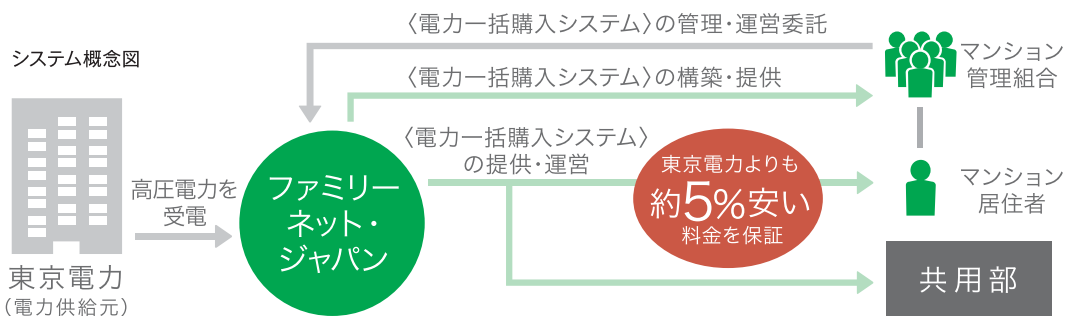 システム概念図
東京電力
（電力供給元）
高圧電力を
受電
ファミリー
ネット・
ジャパン
〈電力一括購入システム〉の管理・運営委託
〈電力一括購入システム〉の構築・提供
〈電力一括購入システム〉
の提供・運営
東京電力よりも
約5%安い
料金を保証
マンション
管理組合
マンション
居住者
共用部